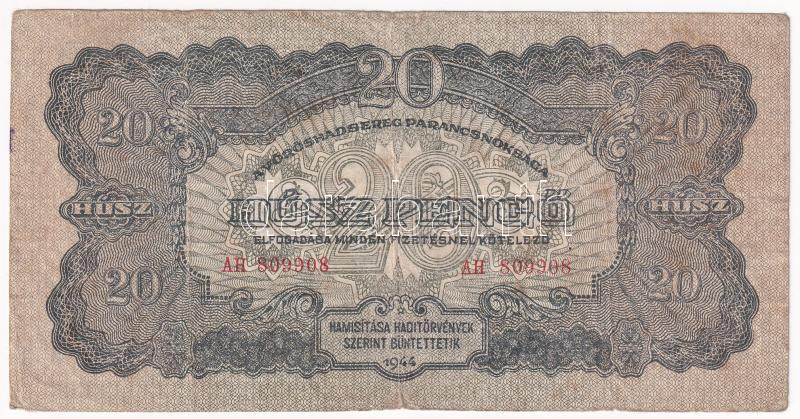 20
20 20
A VÖRÖSHADSEREG PARANCSNOKSÁGA
20
HÚSZ HÚSZ PENGŐ HÚSZ
ELFOGADÁSA MINDEN FIZETÉSNÉL KÖTELEZŐ
AH 809908 AH 809908
20 20
HAMISÍTÁSA HADITÖRVÉNYEK
SZERINT BÜNTETTETIK
1944